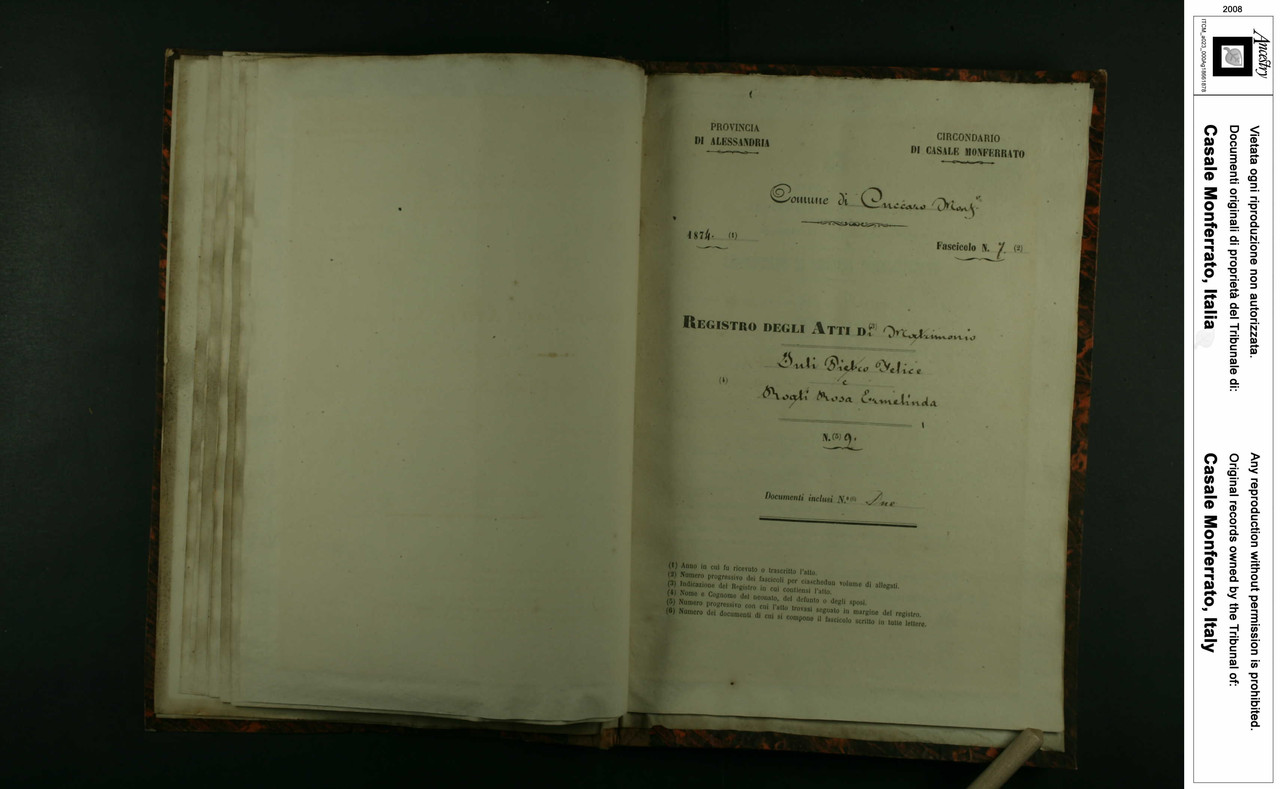 PROVINCIA
DI ALESSANDRIA
CIRCONDARIO
DI CASALE MONFERRATO
Comune di Cuccaro Monf.to
1874. (1)
Fascicolo N. 7. (2)
REGISTRO DEGLI ATTI DI (3) Matrimonio
Pietro Felice
(4) e
Rosa Ermelinda
N. (5) 9.
Documenti inclusi N.o (6) Due
(1) Anno in cui fu ricevuto o trascritto l'atto.
(2) Numero progressivo dei fascicoli per ciaschedun volume di allegati.
(3) Indicazione del Registro in cui contiensi l'atto.
(4) Nome e Cognome del neonato, del defunto o degli sposi.
(5) Numero progressivo con cui l'atto trovasi segnato in margine del registro.
(6) Numero dei documenti di cui si compone il fascicolo scritto in tutte lettere.
2008
Ancestry
Vietata ogni riproduzione non autorizzata.
Documenti originali di proprietà del Tribunale di:
Casale Monferrato, Italia
Any reproduction without permission is prohibited.
Original records owned by the Tribunal of:
Casale Monferrato, Italy